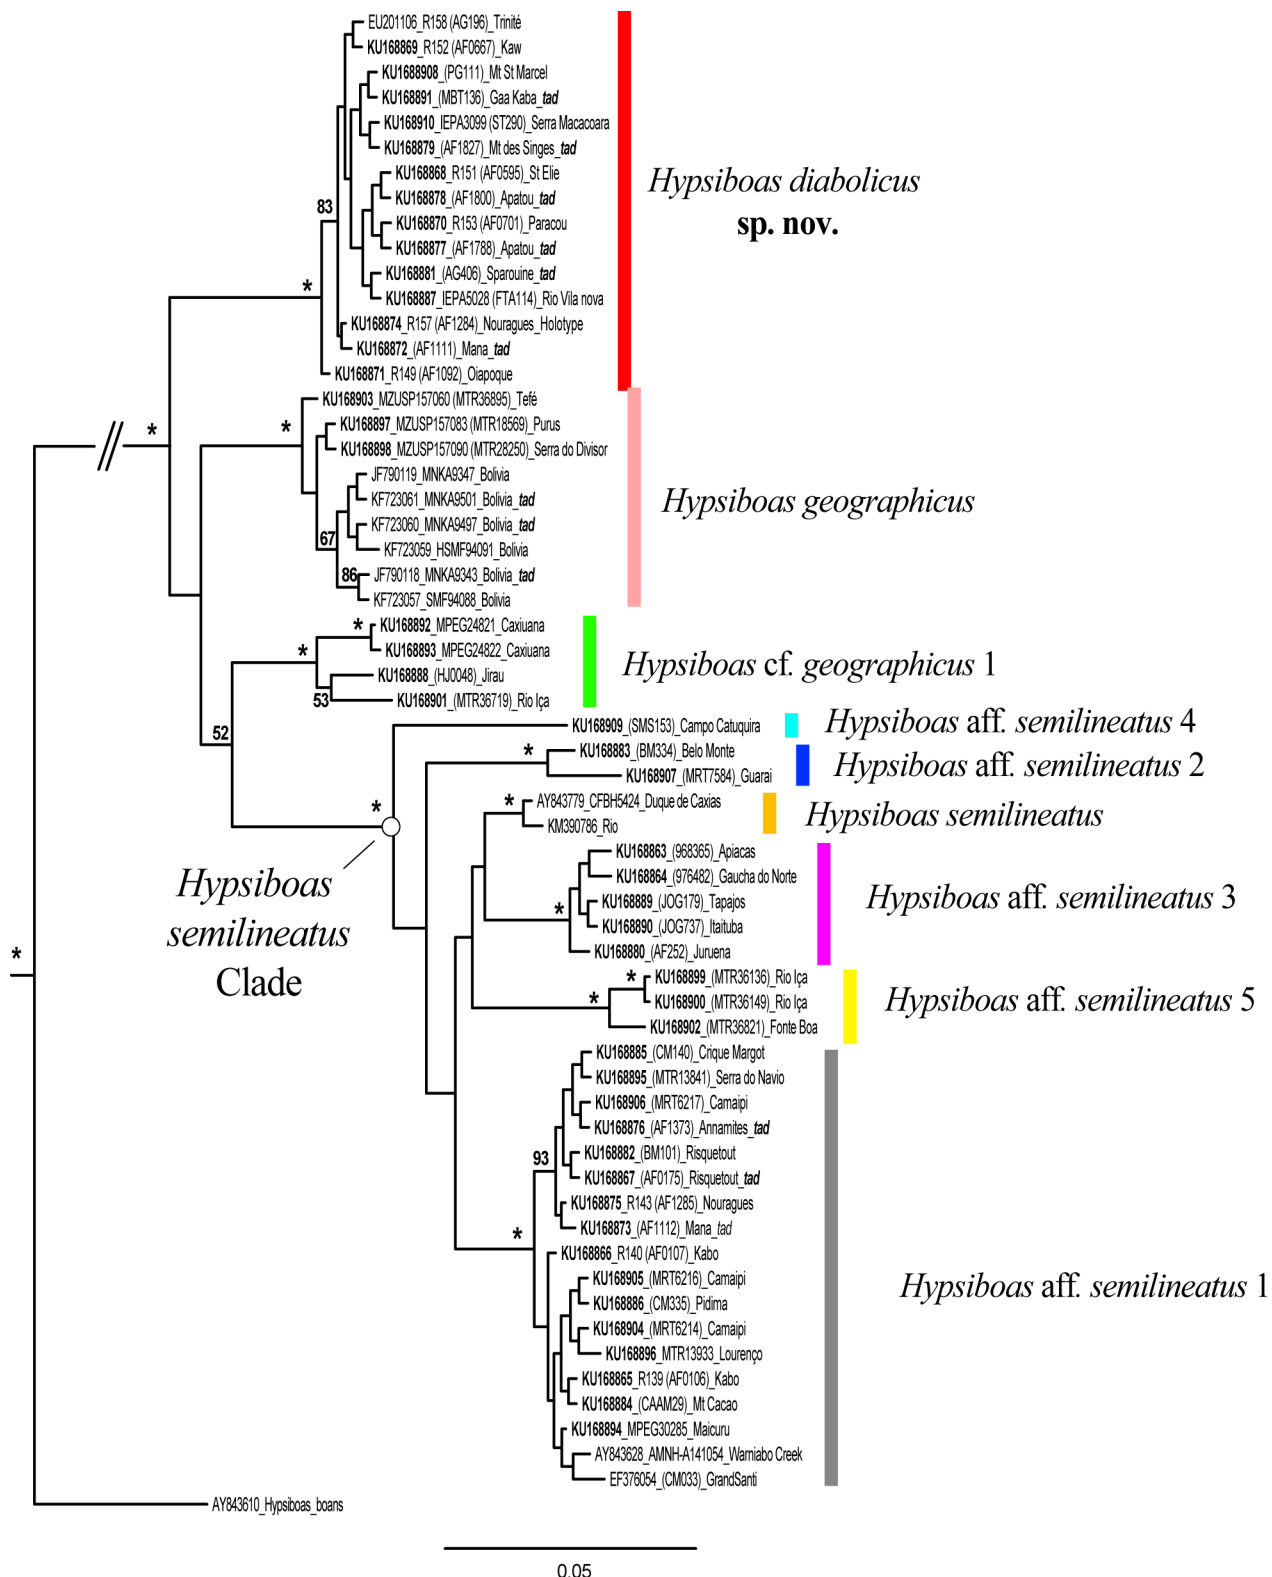 EU201106_R158 (AG196)_Trinité
KU168869_R152 (AF0667)_Kaw
KU1688908_(PG111)_Mt St Marcel
KU168891_(MBT136)_Gaa Kaba_tad
KU168910_IEPA3099 (ST290)_Serra Macacoara
KU168879_(AF1827)_Mt des Singes_tad
KU168868_R151 (AF0595)_St Elie
KU168878_(AF1800)_Apatou_tad
KU168870_R153 (AF0701)_Paracou
KU168877_(AF1788)_Apatou_tad
KU168881_(AG406)_Sparouine_tad
KU168887_IEPA5028 (FTA114)_Rio Vila nova
KU168874_R157 (AF1284)_Nouragues_Holotype
KU168872_(AF1111)_Mana_tad
KU168871_R149 (AF1092)_Oiapoque
83
*
Hypsiboas diabolicus
sp. nov.
KU168903_MZUSP157060 (MTR36895)_Tefé
KU168897_MZUSP157083 (MTR18569)_Purus
KU168898_MZUSP157090 (MTR28250)_Serra do Divisor
JF790119_MNKA9347_Bolivia
KF723061_MNKA9501_Bolivia_tad
KF723060_MNKA9497_Bolivia_tad
KF723059_HSMF94091_Bolivia
JF790118_MNKA9343_Bolivia_tad
KF723057_SMF94088_Bolivia
*
*
67
86
Hypsiboas geographicus
KU168892_MPEG24821_Caxiuana
KU168893_MPEG24822_Caxiuana
KU168888_(HJ0048)_Jirau
KU168901_(MTR36719)_Rio Iça
*
*
53
52
Hypsiboas cf. geographicus 1
KU168909_(SMS153)_Campo Catuquira
Hypsiboas aff. semilineatus 4
KU168883_(BM334)_Belo Monte
KU168907_(MRT7584)_Guarai
*
Hypsiboas aff. semilineatus 2
AY843779_CFBH5424_Duque de Caxias
KM390786_Rio
*
Hypsiboas semilineatus
*
Hypsiboas
semilineatus
Clade
KU168863_(968365)_Apiacas
KU168864_(976482)_Gaucha do Norte
KU168889_(JOG179)_Tapajos
KU168890_(JOG737)_Itaituba
KU168880_(AF252)_Juruena
*
Hypsiboas aff. semilineatus 3
KU168899_(MTR36136)_Rio Iça
KU168900_(MTR36149)_Rio Iça
KU168902_(MTR36821)_Fonte Boa
*
*
Hypsiboas aff. semilineatus 5
*
KU168885_(CM140)_Crique Margot
KU168895_(MTR13841)_Serra do Navio
KU168906_(MRT6217)_Camaipi
KU168876_(AF1373)_Annamites_tad
KU168882_(BM101)_Risquetout
KU168867_(AF0175)_Risquetout_tad
KU168875_R143 (AF1285)_Nouragues
KU168873_(AF1112)_Mana_tad
KU168866_R140 (AF0107)_Kabo
KU168905_(MRT6216)_Camaipi
KU168886_(CM335)_Pidima
KU168904_(MRT6214)_Camaipi
KU168896_MTR13933_Lourenço
KU168865_R139 (AF0106)_Kabo
KU168884_(CAAM29)_Mt Cacao
KU168894_MPEG30285_Maicuru
AY843628_AMNH-A141054_Warniabo Creek
EF376054_(CM033)_GrandSanti
93
*
Hypsiboas aff. semilineatus 1
AY843610_Hypsiboas_boans
0.05